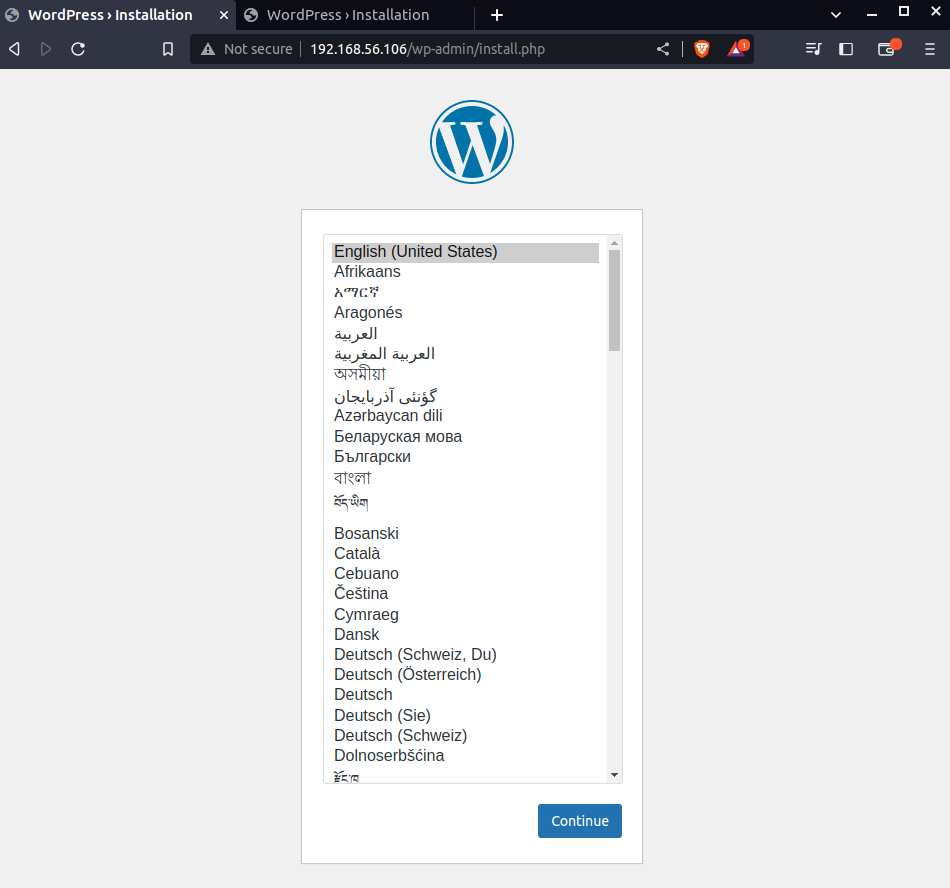 WordPress › Installation
WordPress › Installation
Not secure
192.168.56.106/wp-admin/install.php
1
English (United States)
Afrikaans
አማርኛ
Aragonés
العربية
العربية المغربية
অসমীয়া
گؤنئی آذربایجان
Azərbaycan dili
Беларуская мова
Български
বাংলা
བོད་ཡིག
Bosanski
Català
Cebuano
Čeština
Cymraeg
Dansk
Deutsch (Schweiz, Du)
Deutsch (Österreich)
Deutsch
Deutsch (Sie)
Deutsch (Schweiz)
Dolnoserbšćina
རྫོང་ཁ
Continue